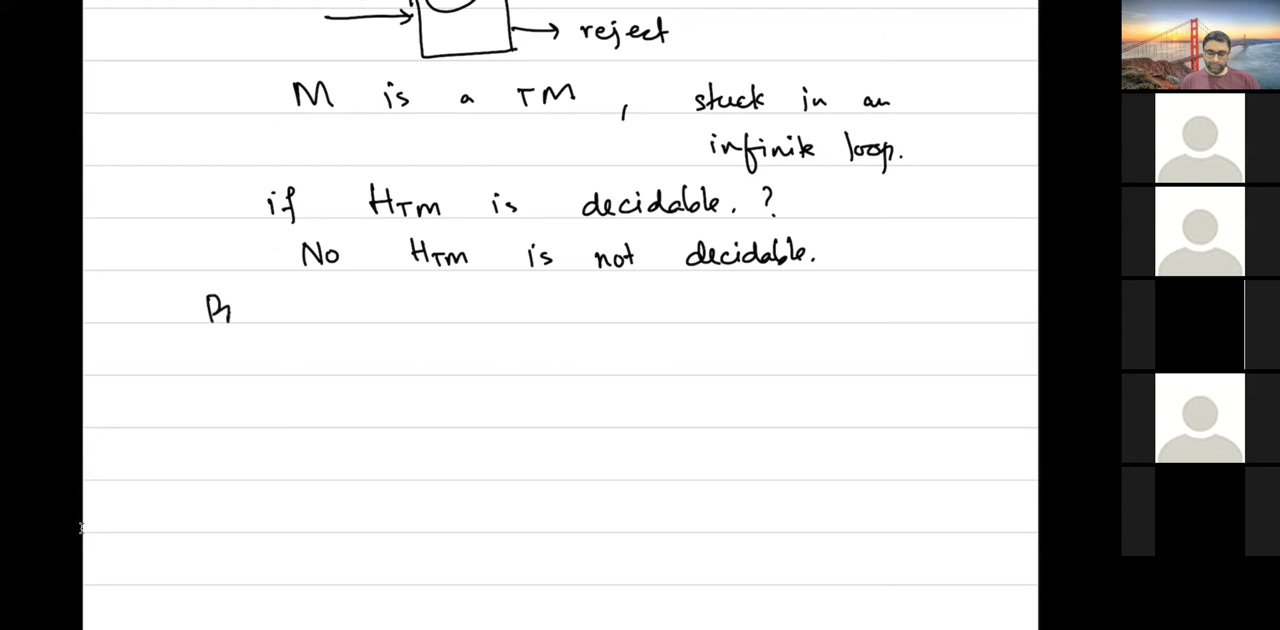 reject
M is a TM , stuck in an
infinite loop.
if HTM is decidable. ?
No HTM is not decidable.